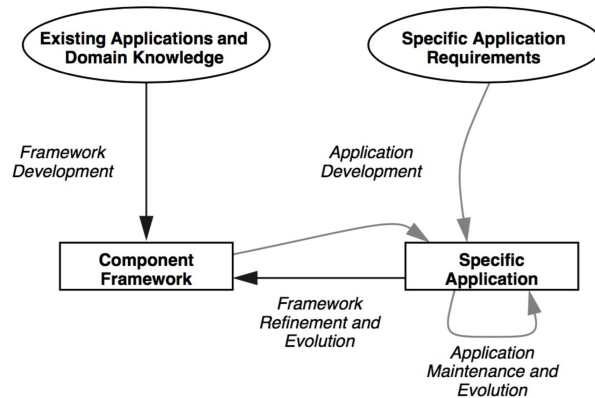 Existing Applications and
Domain Knowledge
Specific Application
Requirements
Framework
Development
Application
Development
Component
Framework
Specific
Application
Framework
Refinement and
Evolution
Application
Maintenance and
Evolution